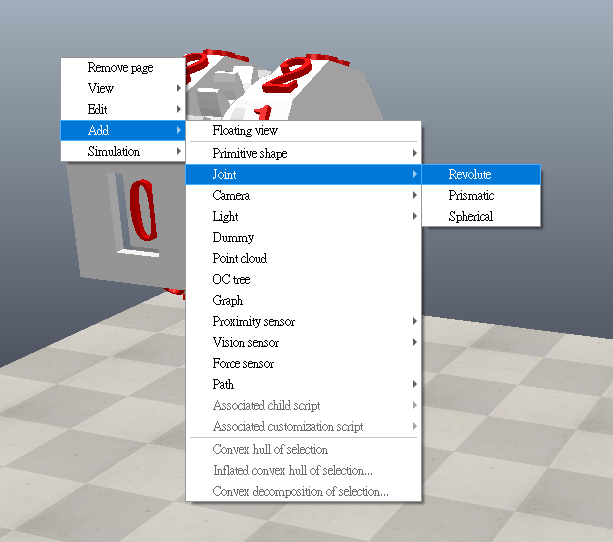 Remove page
View
Edit
Add
Simulation
Floating view
Primitive shape
Joint
Camera
Light
Dummy
Point cloud
OC tree
Graph
Proximity sensor
Vision sensor
Force sensor
Path
Associated child script
Associated customization script
Convex hull of selection
Inflated convex hull of selection...
Convex decomposition of selection...
Revolute
Prismatic
Spherical
2
1
0